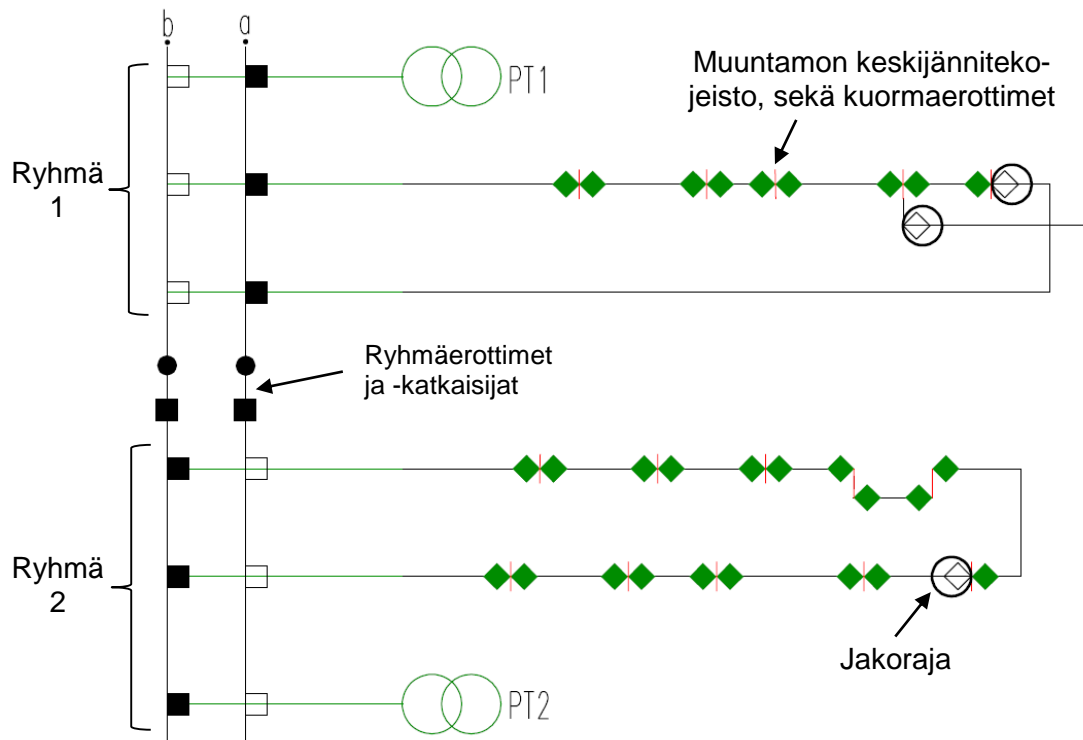 b
a
PT1
Muuntamon keskijänniteko-
jeisto, sekä kuormaerottimet
Ryhmä
1
Ryhmäerottimet
ja -katkaisijat
Ryhmä
2
Jakoraja
PT2